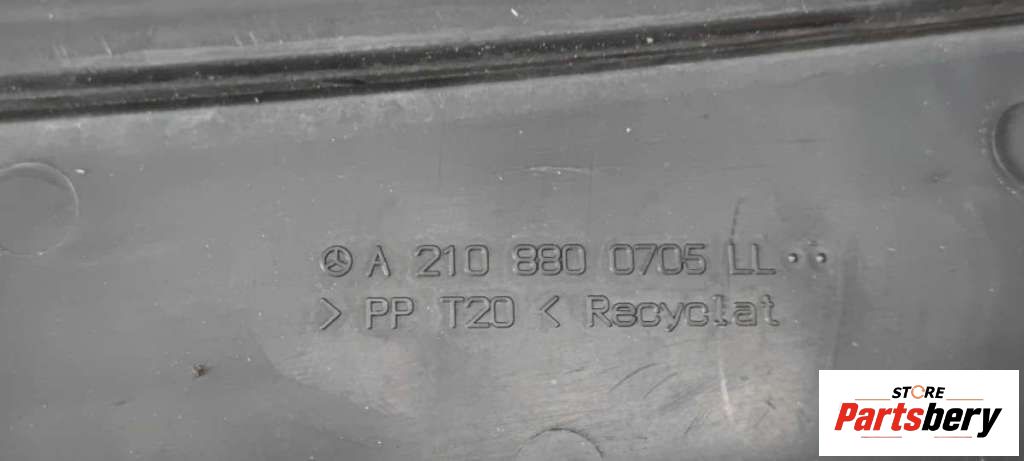 A 210 880 0705 LL
> PP T20 < Recyclat
STORE
Partsbery